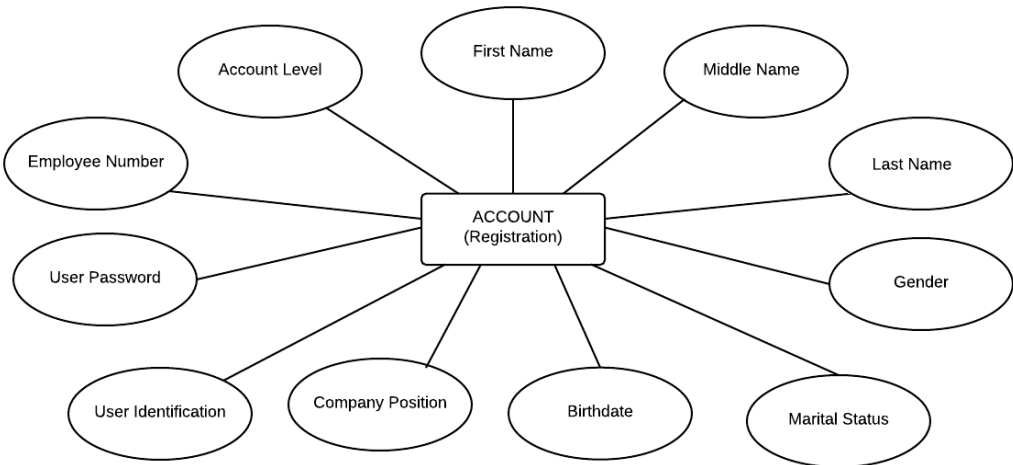 First Name
Account Level
Middle Name
Employee Number
Last Name
ACCOUNT
(Registration)
User Password
Gender
User Identification
Company Position
Birthdate
Marital Status